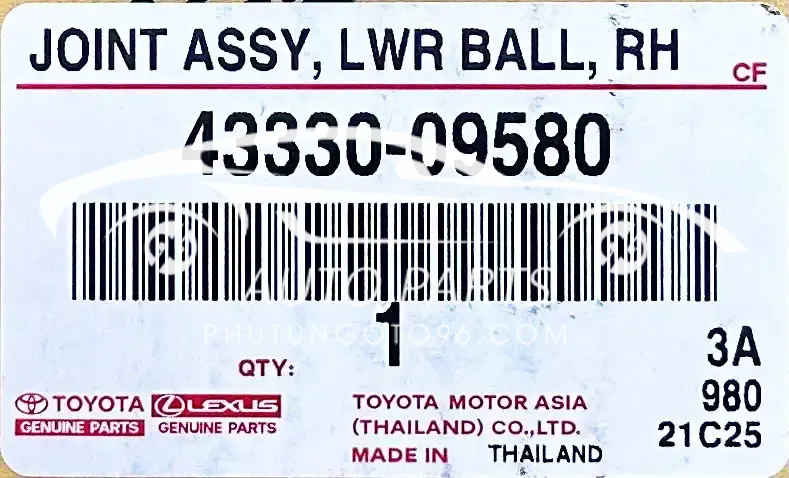 JOINT ASSY, LWR BALL, RH
CF
43330-09580
AUTO PARTS
PHUTUNGOTO96.COM
QTY: 1
3A
980
21C25
TOYOTA LEXUS
GENUINE PARTS GENUINE PARTS
TOYOTA MOTOR ASIA
(THAILAND) CO.,LTD.
MADE IN THAILAND